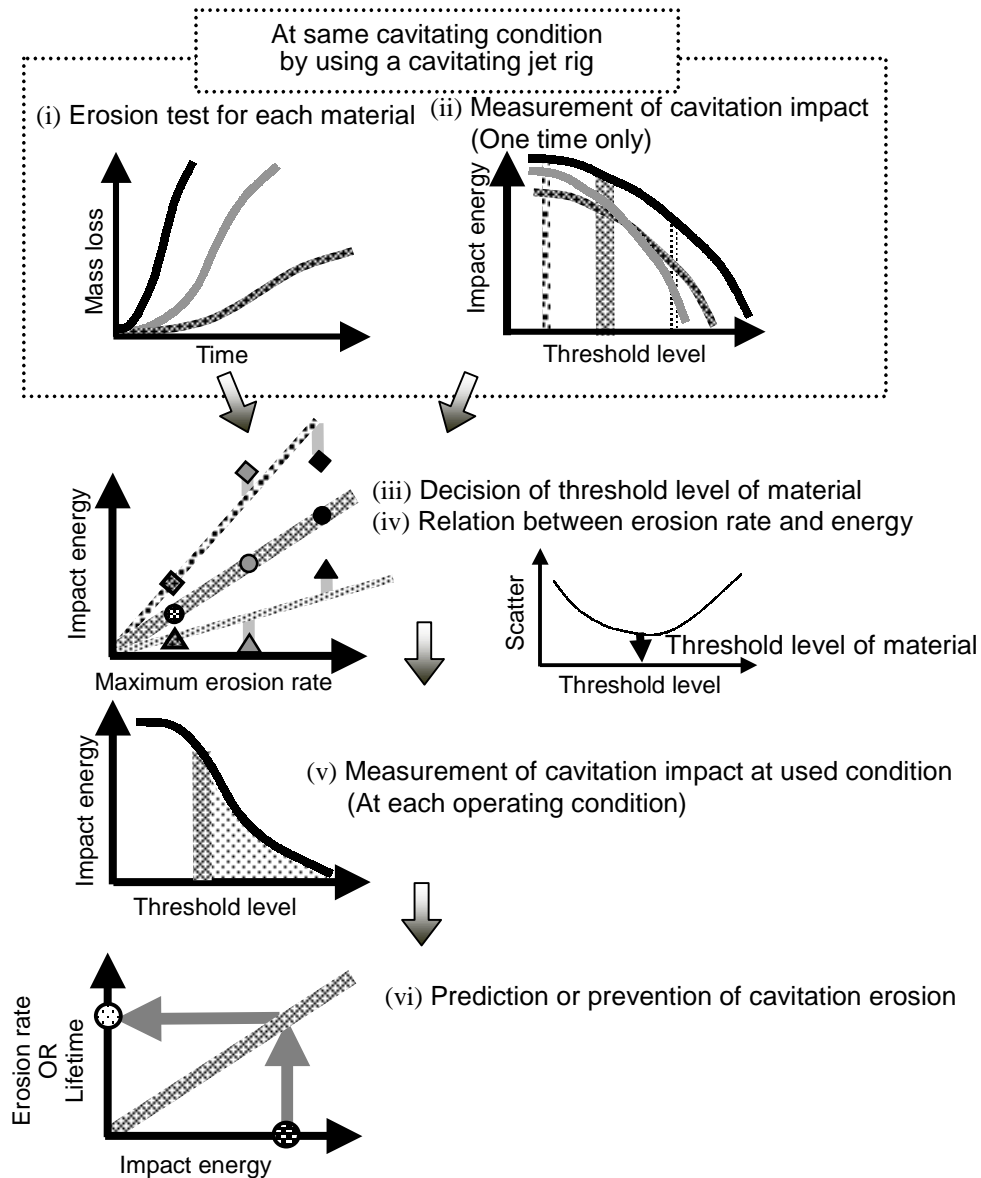 At same cavitating condition
by using a cavitating jet rig
(i) Erosion test for each material
Mass loss
Time
(ii) Measurement of cavitation impact
(One time only)
Impact energy
Threshold level
(iii) Decision of threshold level of material
(iv) Relation between erosion rate and energy
Impact energy
Maximum erosion rate
Scatter
Threshold level of material
Threshold level
(v) Measurement of cavitation impact at used condition
(At each operating condition)
Impact energy
Threshold level
(vi) Prediction or prevention of cavitation erosion
Erosion rate
OR
Lifetime
Impact energy